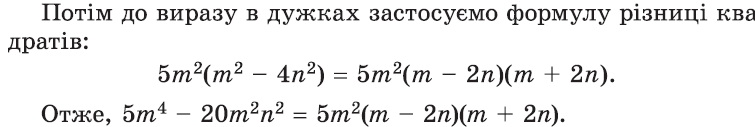 Потім до виразу в дужках застосуємо формулу різниці ква
дратів:
5m²(m² − 4n²) = 5m²(m − 2n)(m + 2n).
Отже, 5m⁴ − 20m²n² = 5m²(m − 2n)(m + 2n).